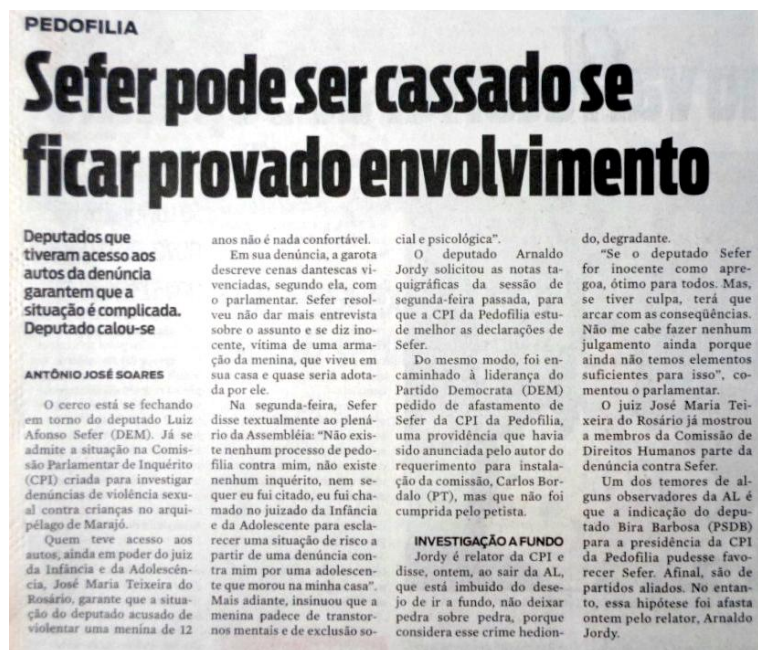 PEDOFILIA
Sefer pode ser cassado se
ficar provado envolvimento
Deputados que
tiveram acesso aos
autos da denúncia
garantem que a
situação é complicada.
Deputado calou-se
ANTÔNIO JOSÉ SOARES
O cerco está se fechando
em torno do deputado Luiz
Afonso Sefer (DEM). Já se
admite a situação na Comis-
são Parlamentar de Inquérito
(CPI) criada para investigar
denúncias de violência sexu-
al contra crianças no arqui-
pélago de Marajó.
Quem teve acesso aos
autos, ainda em poder do juiz
da Infância e da Adolescên-
cia, José Maria Teixeira do
Rosário, garante que a situa-
ção do deputado acusado de
violentar uma menina de 12
anos não é nada confortável.
Em sua denúncia, a garota
descreve cenas dantescas vi-
venciadas, segundo ela, com
o parlamentar. Sefer resol-
veu não dar mais entrevista
sobre o assunto e se diz ino-
cente, vítima de uma arma-
ção da menina, que viveu em
sua casa e quase seria adota-
da por ele.
Na segunda-feira, Sefer
disse textualmente ao plená-
rio da Assembléia: “Não exis-
te nenhum processo de pedo-
filia contra mim, não existe
nenhum inquérito, nem se-
quer eu fui citado, eu fui cha-
mado no juizado da Infância
e da Adolescente para escla-
recer uma situação de risco a
partir de uma denúncia con-
tra mim por uma adolescen-
te que morou na minha casa”.
Mais adiante, insinuou que a
menina padece de transtor-
nos mentais e de exclusão so-
cial e psicológica”.
O deputado Arnaldo
Jordy solicitou as notas ta-
quigráficas da sessão de
segunda-feira passada, para
que a CPI da Pedofilia estu-
de melhor as declarações de
Sefer.
Do mesmo modo, foi en-
caminhado à liderança do
Partido Democrata (DEM)
pedido de afastamento de
Sefer da CPI da Pedofilia,
uma providência que havia
sido anunciada pelo autor do
requerimento para instala-
ção da comissão, Carlos Bor-
dalo (PT), mas que não foi
cumprida pelo petista.
INVESTIGAÇÃO A FUNDO
Jordy é relator da CPI e
disse, ontem, ao sair da AL,
que está imbuido do dese-
jo de ir a fundo, não deixar
pedra sobre pedra, porque
considera esse crime hedion-
do, degradante.
“Se o deputado Sefer
for inocente como apre-
goa, ótimo para todos. Mas,
se tiver culpa, terá que
arcar com as conseqüências.
Não me cabe fazer nenhum
julgamento ainda porque
ainda não temos elementos
suficientes para isso”, co-
mentou o parlamentar.
O juiz José Maria Tei-
xeira do Rosário já mostrou
a membros da Comissão de
Direitos Humanos parte da
denúncia contra Sefer.
Um dos temores de al-
guns observadores da AL é
que a indicação do depu-
tado Bira Barbosa (PSDB)
para a presidência da CPI
da Pedofilia pudesse favo-
recer Sefer. Afinal, são de
partidos aliados. No entan-
to, essa hipótese foi afasta
ontem pelo relator, Arnaldo
Jordy.